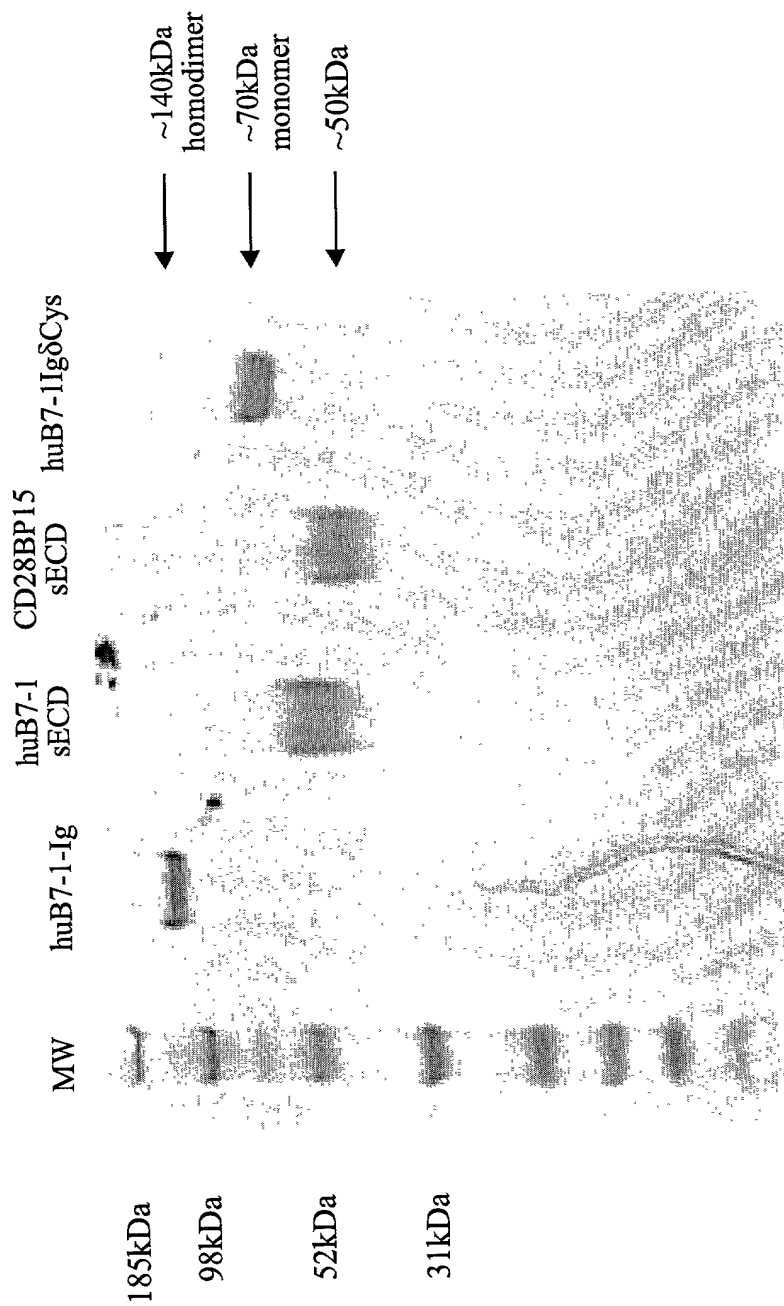 MW
huB7-1-Ig
huB7-1
sECD
CD28BP15
sECD
huB7-1IgδCys
185kDa
98kDa
52kDa
31kDa
~140kDa
homodimer
~70kDa
monomer
~50kDa